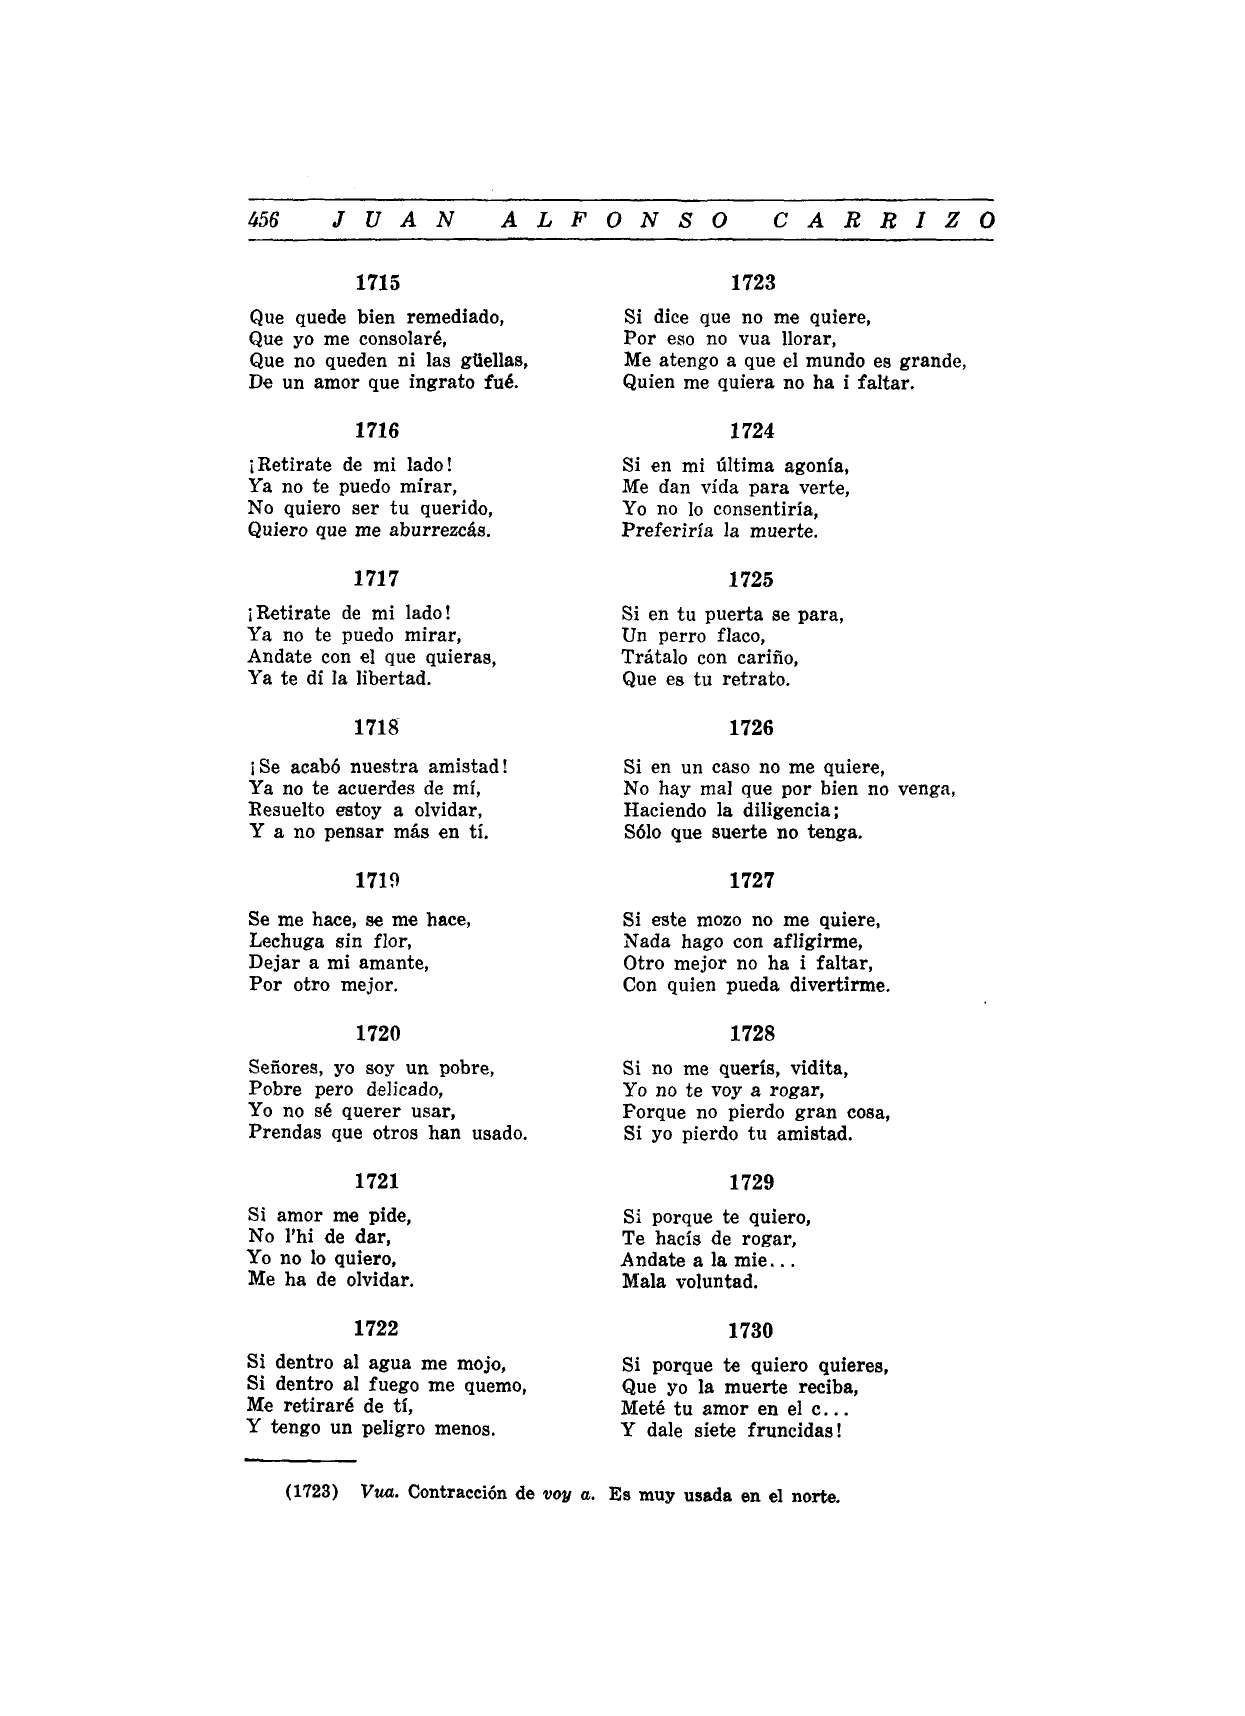 456 JUAN ALFONSO CARRIZO
1715
Que quede bien remediado,
Que yo me consolaré,
Que no queden ni las güellas,
De un amor que ingrato fué.
1716
¡Retirate de mi lado!
Ya no te puedo mirar,
No quiero ser tu querido,
Quiero que me aburrezcás.
1717
¡Retirate de mi lado!
Ya no te puedo mirar,
Andate con el que quieras,
Ya te dí la libertad.
1718
¡Se acabó nuestra amistad!
Ya no te acuerdes de mí,
Resuelto estoy a olvidar,
Y a no pensar más en tí.
1719
Se me hace, se me hace,
Lechuga sin flor,
Dejar a mi amante,
Por otro mejor.
1720
Señores, yo soy un pobre,
Pobre pero delicado,
Yo no sé querer usar,
Prendas que otros han usado.
1721
Si amor me pide,
No l'hi de dar,
Yo no lo quiero,
Me ha de olvidar.
1722
Si dentro al agua me mojo,
Si dentro al fuego me quemo,
Me retiraré de tí,
Y tengo un peligro menos.
1723
Si dice que no me quiere,
Por eso no vua llorar,
Me atengo a que el mundo es grande,
Quien me quiera no ha i faltar.
1724
Si en mi última agonía,
Me dan vída para verte,
Yo no lo consentiría,
Preferiría la muerte.
1725
Si en tu puerta se para,
Un perro flaco,
Trátalo con cariño,
Que es tu retrato.
1726
Si en un caso no me quiere,
No hay mal que por bien no venga,
Haciendo la diligencia;
Sólo que suerte no tenga.
1727
Si este mozo no me quiere,
Nada hago con afligirme,
Otro mejor no ha i faltar,
Con quien pueda divertirme.
1728
Si no me querís, vidita,
Yo no te voy a rogar,
Porque no pierdo gran cosa,
Si yo pierdo tu amistad.
1729
Si porque te quiero,
Te hacís de rogar,
Andate a la mie...
Mala voluntad.
1730
Si porque te quiero quieres,
Que yo la muerte reciba,
Meté tu amor en el c...
Y dale siete fruncidas!
(1723) Vua. Contracción de voy a. Es muy usada en el norte.